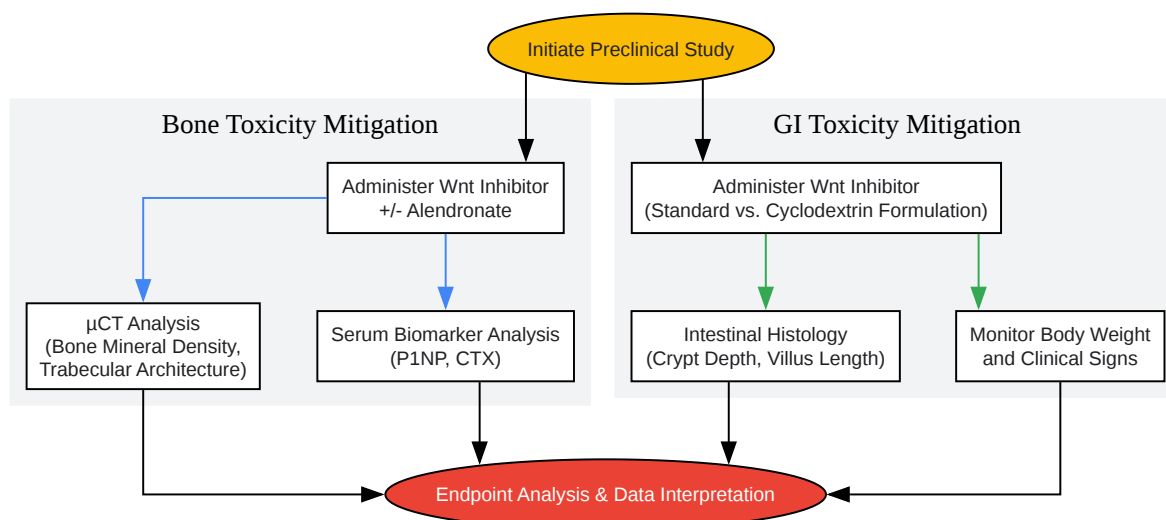 Initiate Preclinical Study
Bone Toxicity Mitigation
GI Toxicity Mitigation
Administer Wnt Inhibitor
+/- Alendronate
Administer Wnt Inhibitor
(Standard vs. Cyclodextrin Formulation)
µCT Analysis
(Bone Mineral Density,
Trabecular Architecture)
Serum Biomarker Analysis
(P1NP, CTX)
Intestinal Histology
(Crypt Depth, Villus Length)
Monitor Body Weight
and Clinical Signs
Endpoint Analysis & Data Interpretation